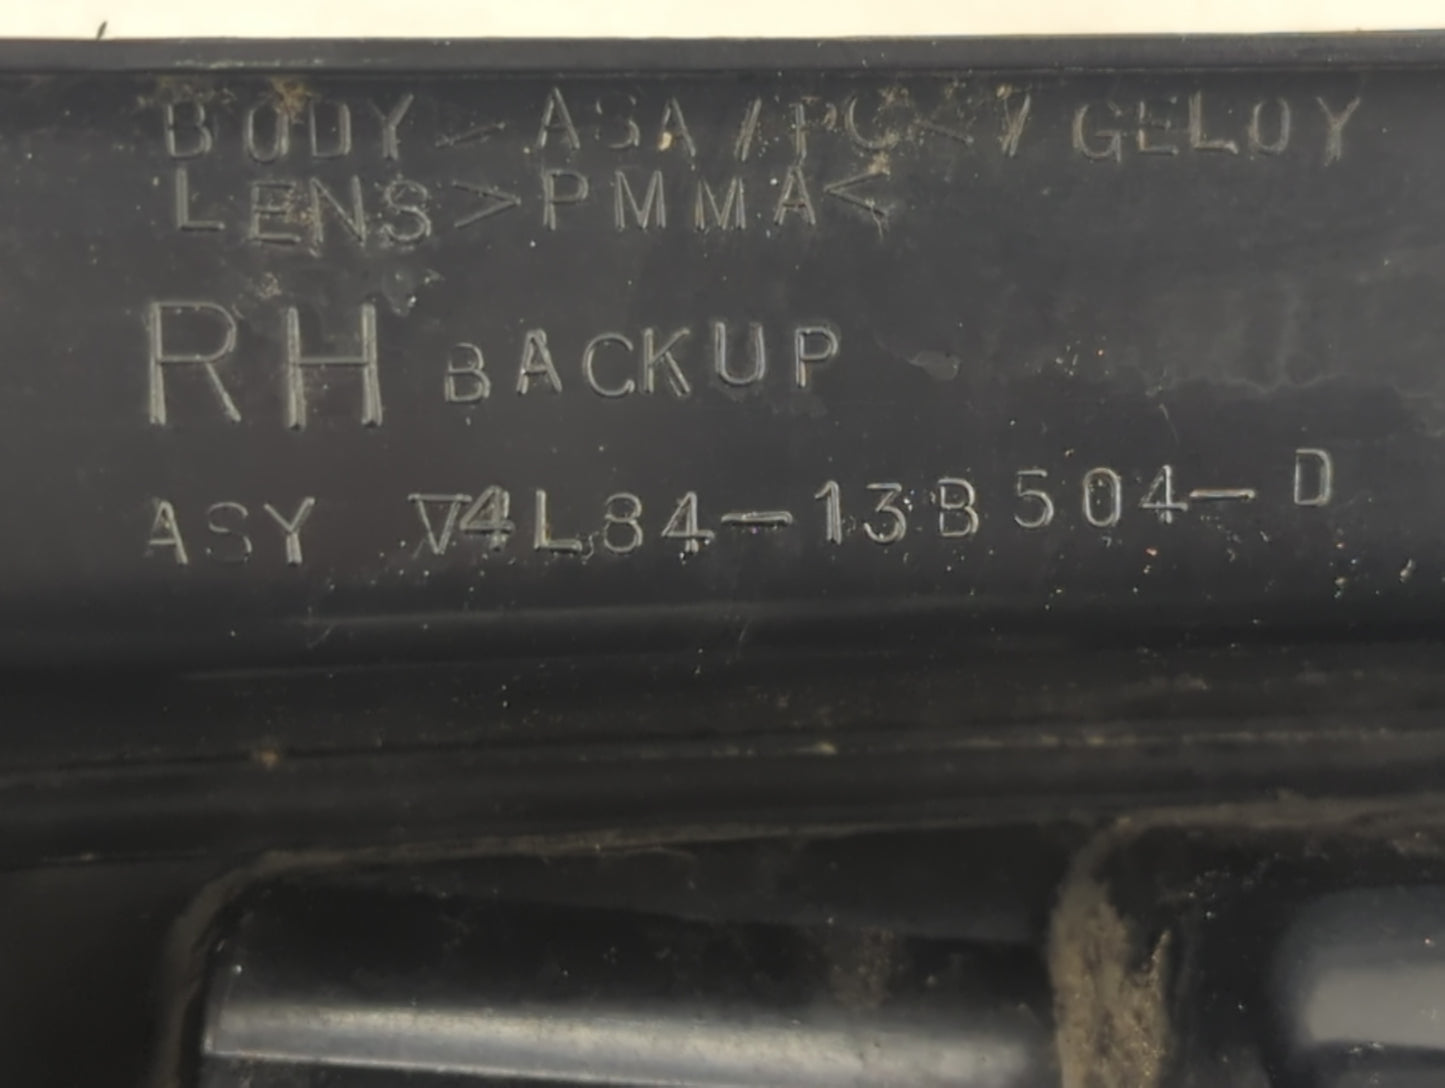 BODY > ASA / PC < / GELOY
LENS > PMMA <
RH BACKUP
ASY V4L84-13B504-D